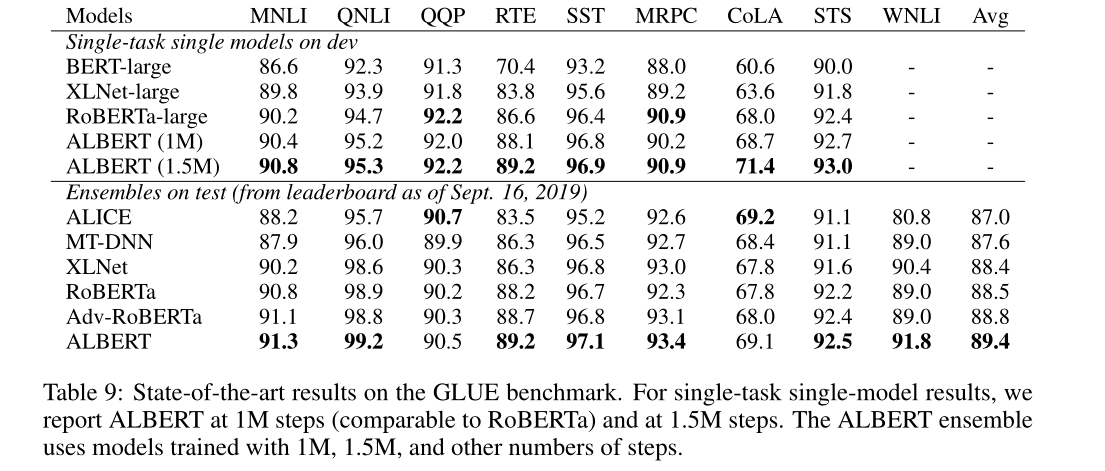 Models MNLI QNLI QQP RTE SST MRPC CoLA STS WNLI Avg
Single-task single models on dev
BERT-large 86.6 92.3 91.3 70.4 93.2 88.0 60.6 90.0 - -
XLNet-large 89.8 93.9 91.8 83.8 95.6 89.2 63.6 91.8 - -
RoBERTa-large 90.2 94.7 92.2 86.6 96.4 90.9 68.0 92.4 - -
ALBERT (1M) 90.4 95.2 92.0 88.1 96.8 90.2 68.7 92.7 - -
ALBERT (1.5M) 90.8 95.3 92.2 89.2 96.9 90.9 71.4 93.0 - -
Ensembles on test (from leaderboard as of Sept. 16, 2019)
ALICE 88.2 95.7 90.7 83.5 95.2 92.6 69.2 91.1 80.8 87.0
MT-DNN 87.9 96.0 89.9 86.3 96.5 92.7 68.4 91.1 89.0 87.6
XLNet 90.2 98.6 90.3 86.3 96.8 93.0 67.8 91.6 90.4 88.4
RoBERTa 90.8 98.9 90.2 88.2 96.7 92.3 67.8 92.2 89.0 88.5
Adv-RoBERTa 91.1 98.8 90.3 88.7 96.8 93.1 68.0 92.4 89.0 88.8
ALBERT 91.3 99.2 90.5 89.2 97.1 93.4 69.1 92.5 91.8 89.4
Table 9: State-of-the-art results on the GLUE benchmark. For single-task single-model results, we
report ALBERT at 1M steps (comparable to RoBERTa) and at 1.5M steps. The ALBERT ensemble
uses models trained with 1M, 1.5M, and other numbers of steps.